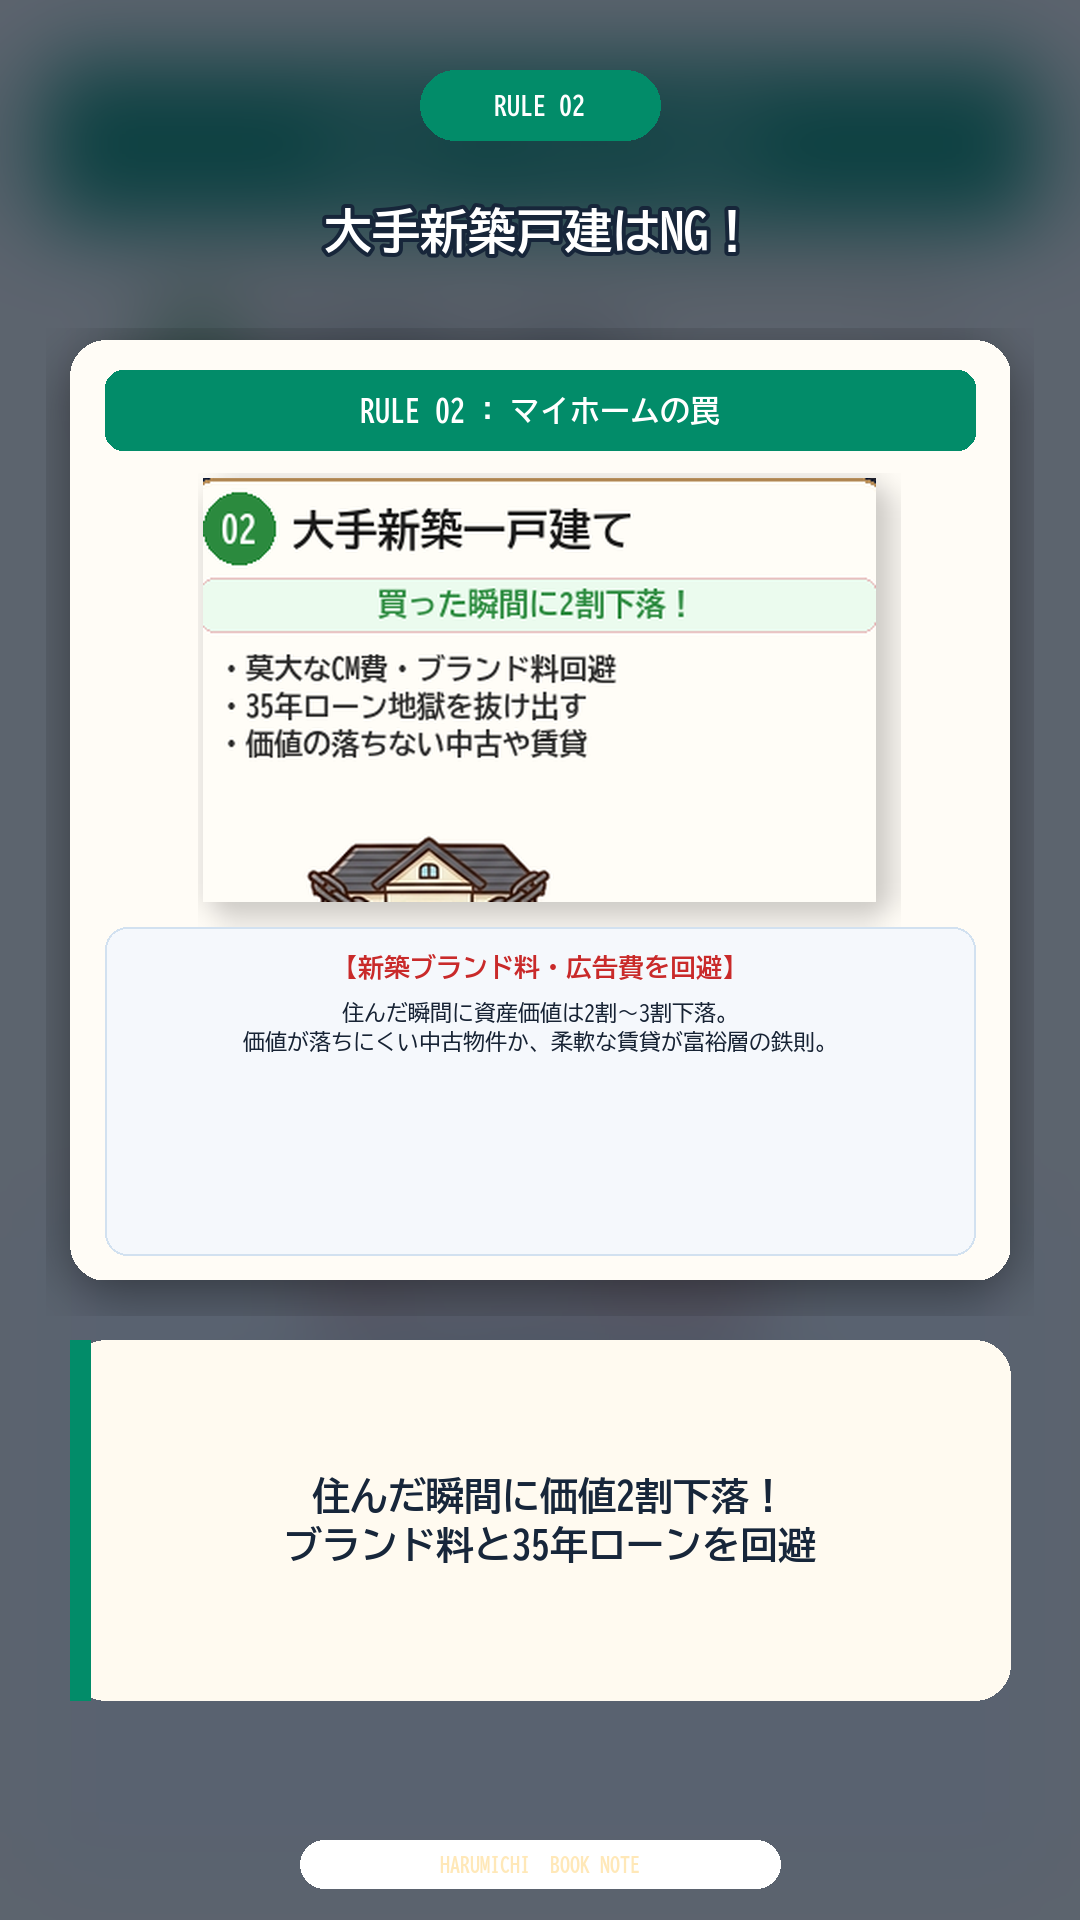 RULE 02
大手新築戸建はNG！
RULE 02 : マイホームの罠
02 大手新築一戸建て
買った瞬間に2割下落！
・莫大なCM費・ブランド料回避
・35年ローン地獄を抜け出す
・価値の落ちない中古や賃貸
【新築ブランド料・広告費を回避】
住んだ瞬間に資産価値は2割〜3割下落。
価値が落ちにくい中古物件か、柔軟な賃貸が富裕層の鉄則。
住んだ瞬間に価値2割下落！
ブランド料と35年ローンを回避
HARUMICHI BOOK NOTE